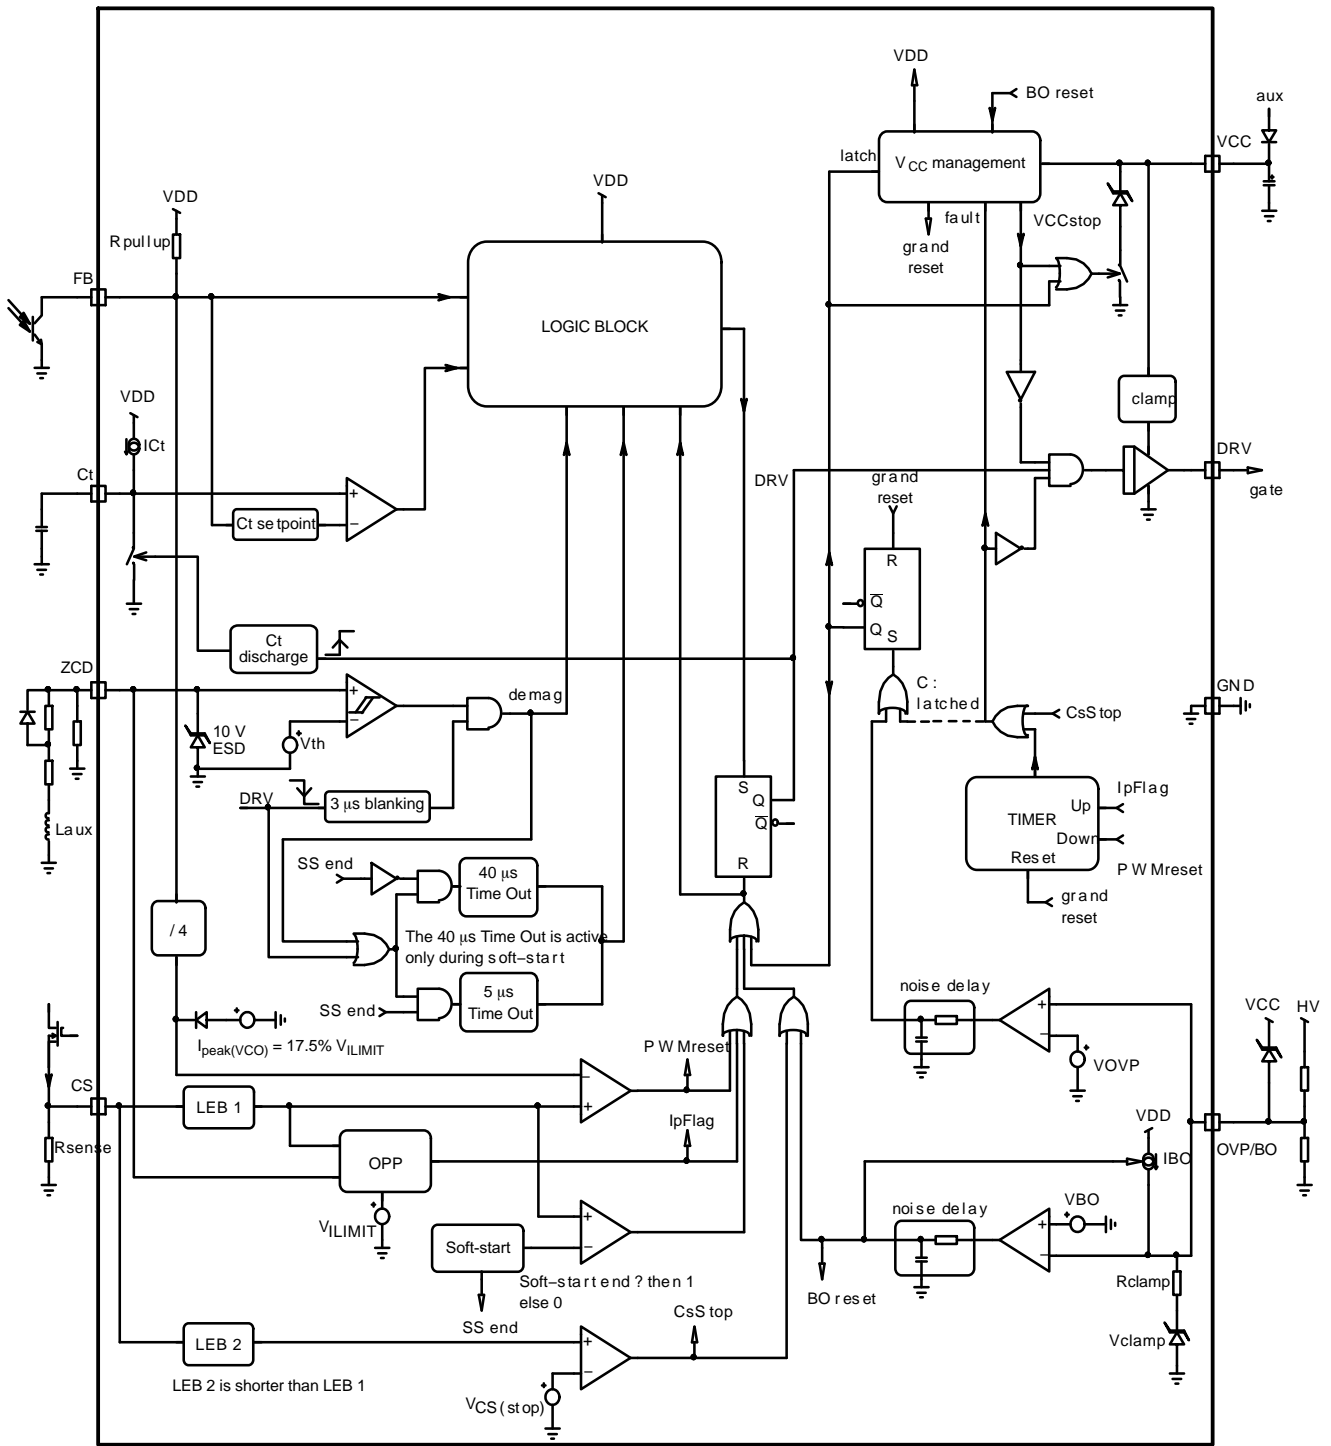 VDD
BO reset
aux
VCC
latch
VCC management
VDD
VDD
Rpullup
fault
VCCstop
grand
reset
FB
LOGIC BLOCK
VDD
clamp
ICt
DRV
Ct
grand
reset
DRV
gate
+
−
Ct setpoint
R
Q
Q
S
Ct
discharge
ZCD
GND
demag
C:
latched
CsStop
+
−
10 V
ESD
Vth
DRV
3 µs blanking
S
Q
Q
R
IpFlag
Up
TIMER
Down
Reset
PWMreset
grand
reset
Laux
SS end
40 µs
Time Out
/ 4
The 40 µs Time Out is active
only during soft−start
5 µs
Time Out
SS end
noise delay
+
−
VCC
HV
Ipeak(VCO) = 17.5% VILIMIT
PWMreset
VOVP
CS
LEB 1
−
+
IpFlag
VDD
Rsense
OPP
IBO
OVP/BO
VILIMIT
+
−
noise delay
VBO
+
−
Soft−start
Soft−start end ? then 1
else 0
BO reset
Rclamp
SS end
CsStop
LEB 2
+
−
Vclamp
LEB 2 is shorter than LEB 1
VCS(stop)